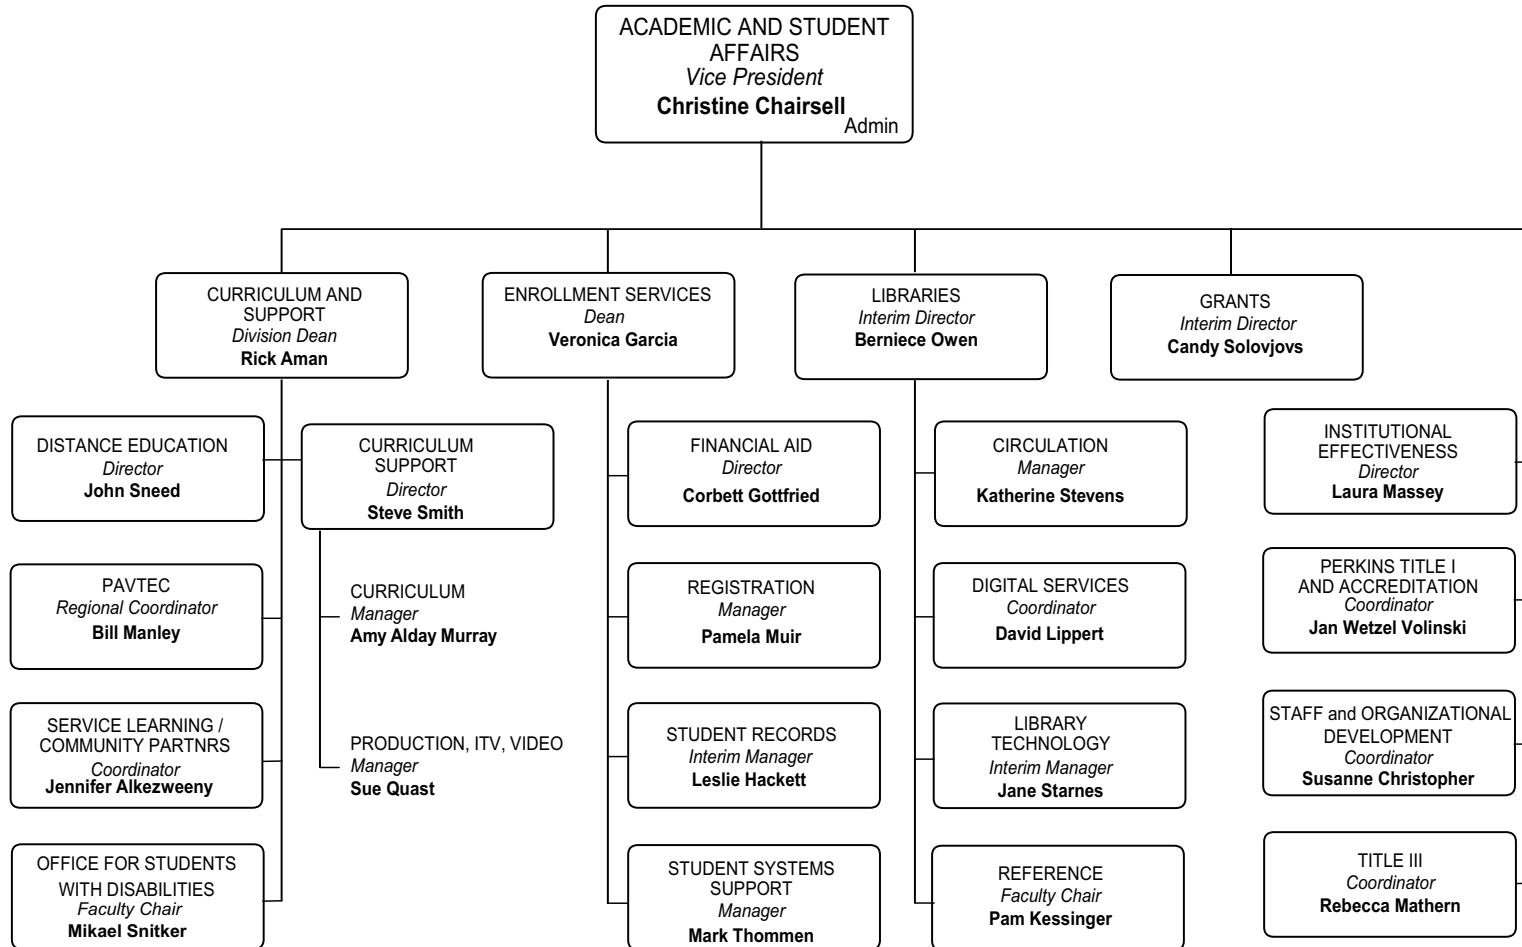 ACADEMIC AND STUDENT
AFFAIRS
Vice President
Christine Chairsell
Admin
CURRICULUM AND
SUPPORT
Division Dean
Rick Aman
ENROLLMENT SERVICES
Dean
Veronica Garcia
LIBRARIES
Interim Director
Berniece Owen
GRANTS
Interim Director
Candy Solovjovs
DISTANCE EDUCATION
Director
John Sneed
CURRICULUM
SUPPORT
Director
Steve Smith
FINANCIAL AID
Director
Corbett Gottfried
CIRCULATION
Manager
Katherine Stevens
INSTITUTIONAL
EFFECTIVENESS
Director
Laura Massey
PAVTEC
Regional Coordinator
Bill Manley
CURRICULUM
Manager
Amy Alday Murray
REGISTRATION
Manager
Pamela Muir
DIGITAL SERVICES
Coordinator
David Lippert
PERKINS TITLE I
AND ACCREDITATION
Coordinator
Jan Wetzel Volinski
SERVICE LEARNING /
COMMUNITY PARTNRS
Coordinator
Jennifer Alkezweeny
PRODUCTION, ITV, VIDEO
Manager
Sue Quast
STUDENT RECORDS
Interim Manager
Leslie Hackett
LIBRARY
TECHNOLOGY
Interim Manager
Jane Starnes
STAFF and ORGANIZATIONAL
DEVELOPMENT
Coordinator
Susanne Christopher
OFFICE FOR STUDENTS
WITH DISABILITIES
Faculty Chair
Mikael Snitker
STUDENT SYSTEMS
SUPPORT
Manager
Mark Thommen
REFERENCE
Faculty Chair
Pam Kessinger
TITLE III
Coordinator
Rebecca Mathern